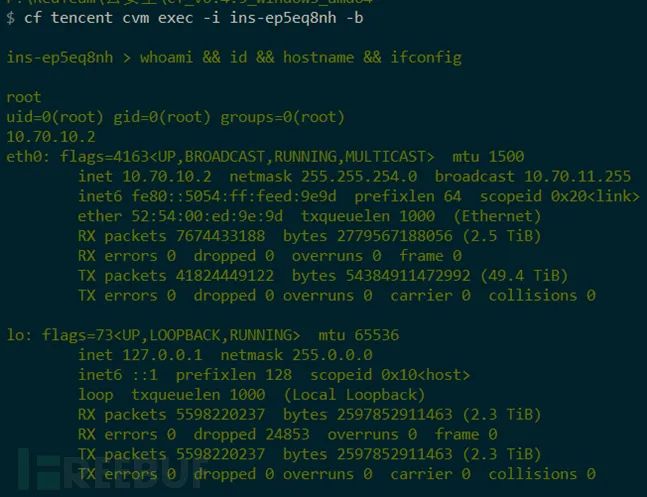 $ cf tencent cvm exec -i ins-ep5eq8nh -b
ins-ep5eq8nh > whoami && id && hostname && ifconfig
root
uid=0(root) gid=0(root) groups=0(root)
10.70.10.2
eth0: flags=4163<UP,BROADCAST,RUNNING,MULTICAST>  mtu 1500
        inet 10.70.10.2  netmask 255.255.254.0  broadcast 10.70.11.255
        inet6 fe80::5054:ff:feed:9e9d  prefixlen 64  scopeid 0x20<link>
        ether 52:54:00:ed:9e:9d  txqueuelen 1000  (Ethernet)
        RX packets 7674433188  bytes 2779567188056 (2.5 TiB)
        RX errors 0  dropped 0  overruns 0  frame 0
        TX packets 41824449122  bytes 54384911472992 (49.4 TiB)
        TX errors 0  dropped 0 overruns 0  carrier 0  collisions 0
lo: flags=73<UP,LOOPBACK,RUNNING>  mtu 65536
        inet 127.0.0.1  netmask 255.0.0.0
        inet6 ::1  prefixlen 128  scopeid 0x10<host>
        loop  txqueuelen 1000  (Local Loopback)
        RX packets 5598220237  bytes 2597852911463 (2.3 TiB)
        RX errors 0  dropped 24853  overruns 0  frame 0
        TX packets 5598220237  bytes 2597852911463 (2.3 TiB)
        TX errors 0  dropped 0 overruns 0  carrier 0  collisions 0
REEBUF